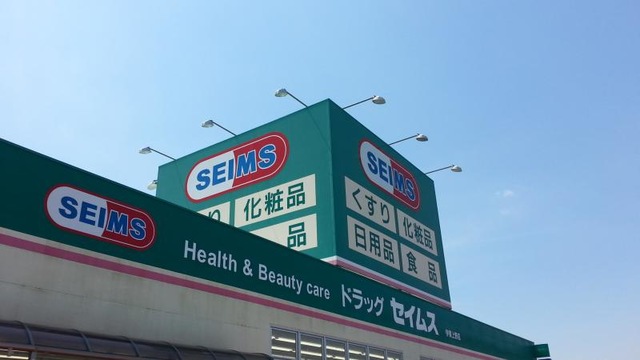 SEIMS
化粧品
品
SEIMS
くすり 化粧品
日用品 食品
SEIMS
Health & Beauty care ドラッグ セイムス